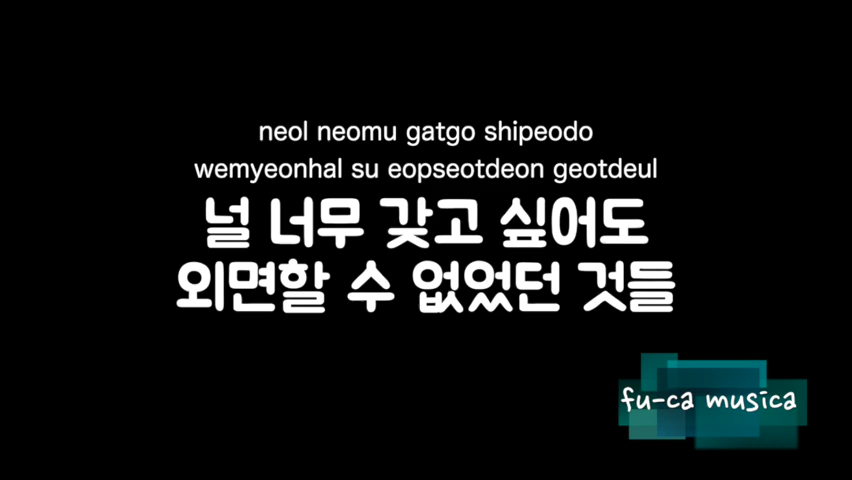 neol neomu gatgo shipeodo
wemyeonhal su eopseotdeon geotdeul
널 너무 갖고 싶어도
외면할 수 없었던 것들
fu-ca musica